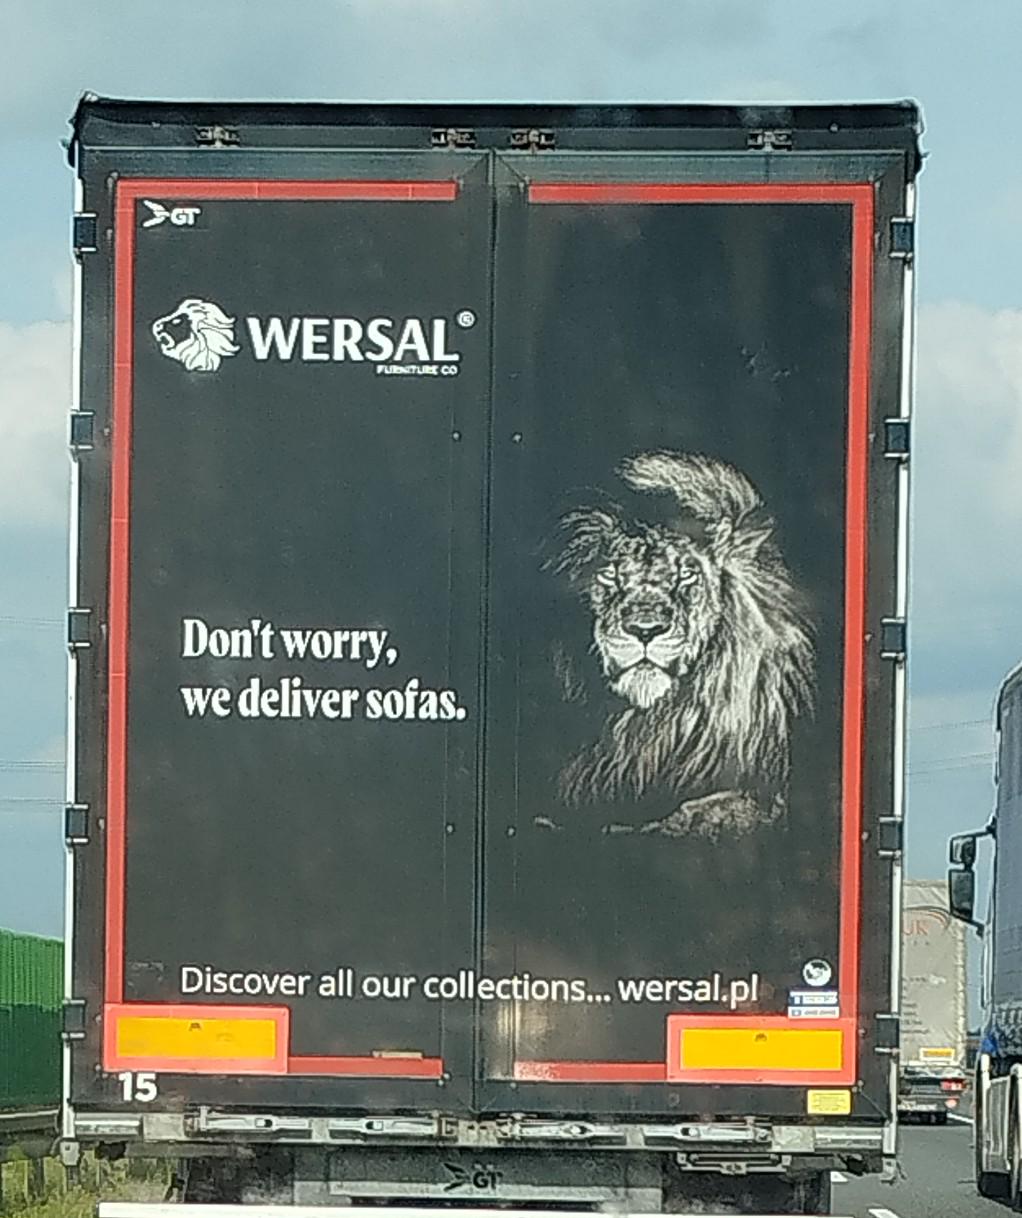 GT
WERSAL®
FURNITURE CO
Don't worry,
we deliver sofas.
Discover all our collections... wersal.pl
15
GT